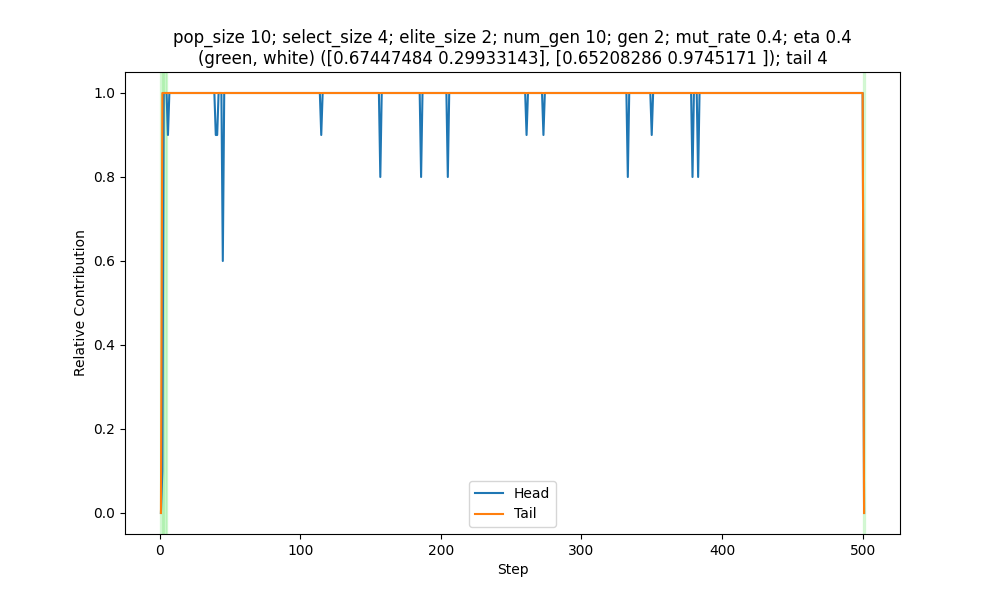 pop_size 10; select_size 4; elite_size 2; num_gen 10; gen 2; mut_rate 0.4; eta 0.4
(green, white) ([0.67447484 0.29933143], [0.65208286 0.9745171 ]); tail 4
1.0
0.8
0.6
0.4
0.2
0.0
Relative Contribution
Head
Tail
0
100
200
300
400
500
Step